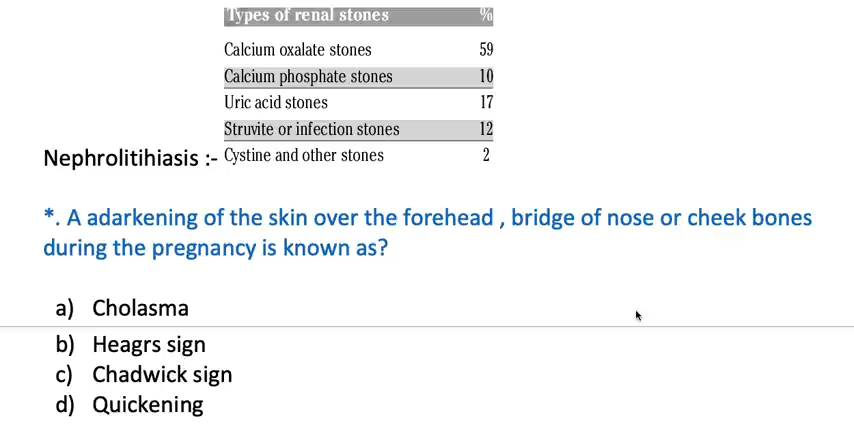 Types of renal stones %
Calcium oxalate stones 59
Calcium phosphate stones 10
Uric acid stones 17
Struvite or infection stones 12
Nephrolitihiasis :- Cystine and other stones 2
*. A adarkening of the skin over the forehead , bridge of nose or cheek bones
during the pregnancy is known as?
a) Cholasma
b) Heagrs sign
c) Chadwick sign
d) Quickening